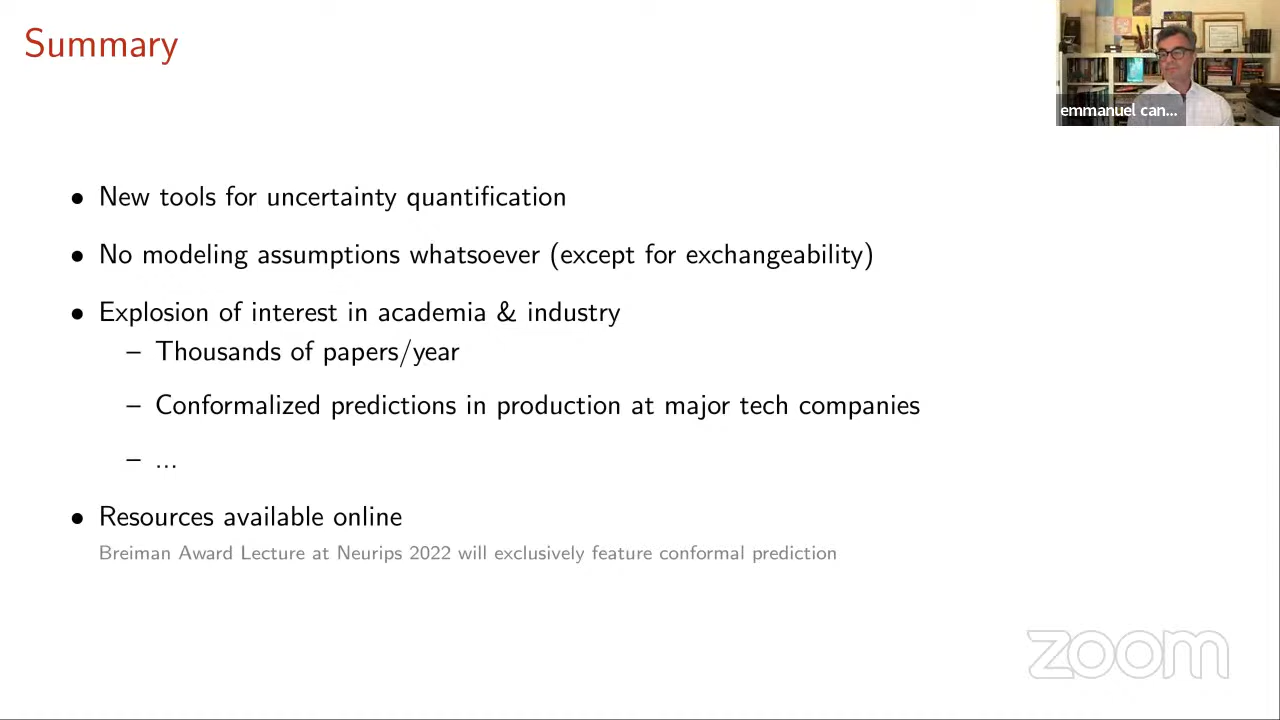 Summary
emmanuel can...
• New tools for uncertainty quantification
• No modeling assumptions whatsoever (except for exchangeability)
• Explosion of interest in academia & industry
– Thousands of papers/year
– Conformalized predictions in production at major tech companies
– ...
• Resources available online
Breiman Award Lecture at Neurips 2022 will exclusively feature conformal prediction
zoom